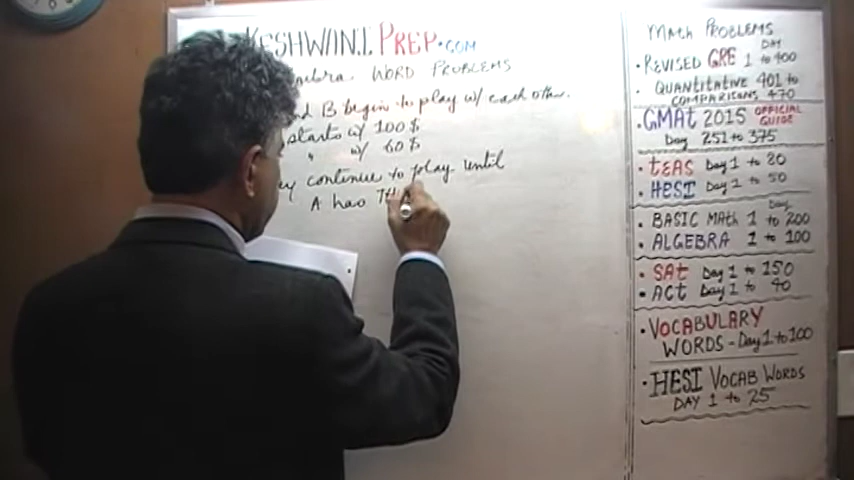 KESHWANI PREP.COM
WORD PROBLEMS
B begin to play w/ each other.
starts w/ 100$
" w/ 60$
continue to play until
A has
MATH PROBLEMS
DAY
• REVISED GRE 1 to 400
• QUANTITATIVE 401 to
COMPARISONS 470
• GMAt 2015 OFFICIAL GUIDE
Day 251 to 375
• tEAS Day 1 to 20
• HESI Day 1 to 50
Day
• BASIC MAtH 1 to 200
• ALGEBRA 1 to 100
• SAt Day 1 to 150
• ACt Day 1 to 90
• VOCABULARY
WORDS - Day 1 to 100
• HESI VOCAB WORDS
DAY 1 to 25